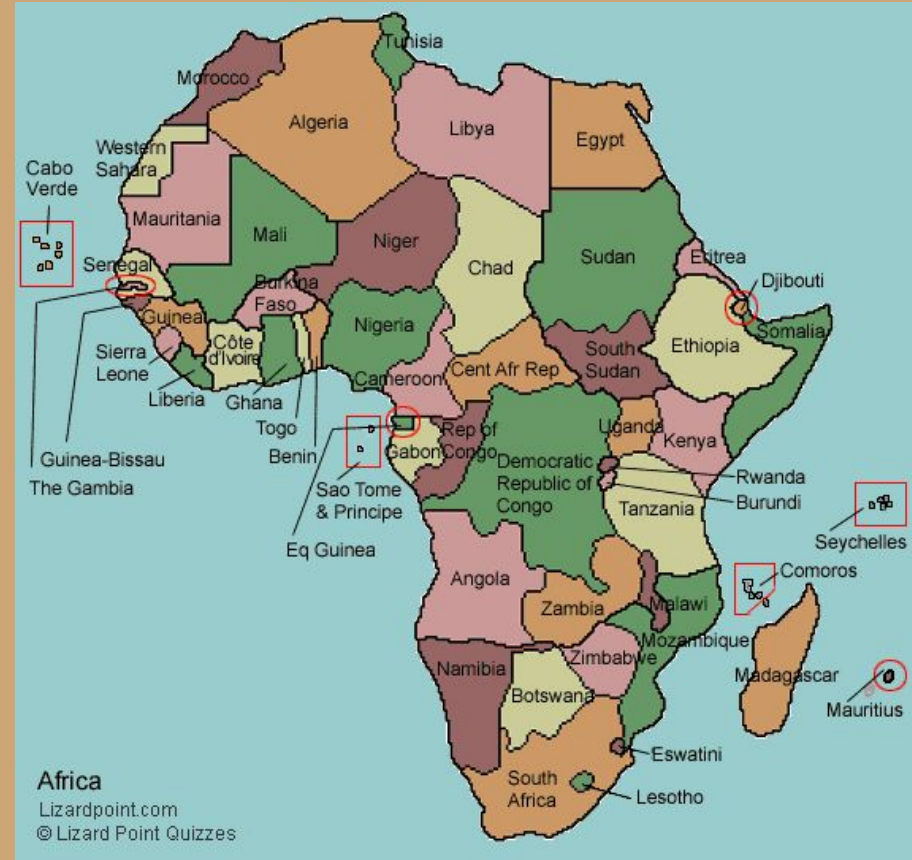 Tunisia
Morocco
Algeria
Libya
Egypt
Western
Sahara
Cabo
Verde
Mauritania
Mali
Niger
Chad
Sudan
Eritrea
Senegal
Djibouti
Burkina
Faso
Guinea
Nigeria
Somalia
Côte
d'Ivoire
South
Sudan
Ethiopia
Sierra
Leone
Cent Afr Rep
Cameroon
Liberia
Ghana
Togo
Benin
Uganda
Kenya
Gabon
Rep of
Congo
Guinea-Bissau
The Gambia
Democratic
Republic of
Congo
Rwanda
Burundi
Sao Tome
& Principe
Tanzania
Eq Guinea
Seychelles
Comoros
Angola
Zambia
Malawi
Mozambique
Zimbabwe
Namibia
Madagascar
Botswana
Mauritius
Eswatini
South
Africa
Lesotho
Africa
Lizardpoint.com
© Lizard Point Quizzes